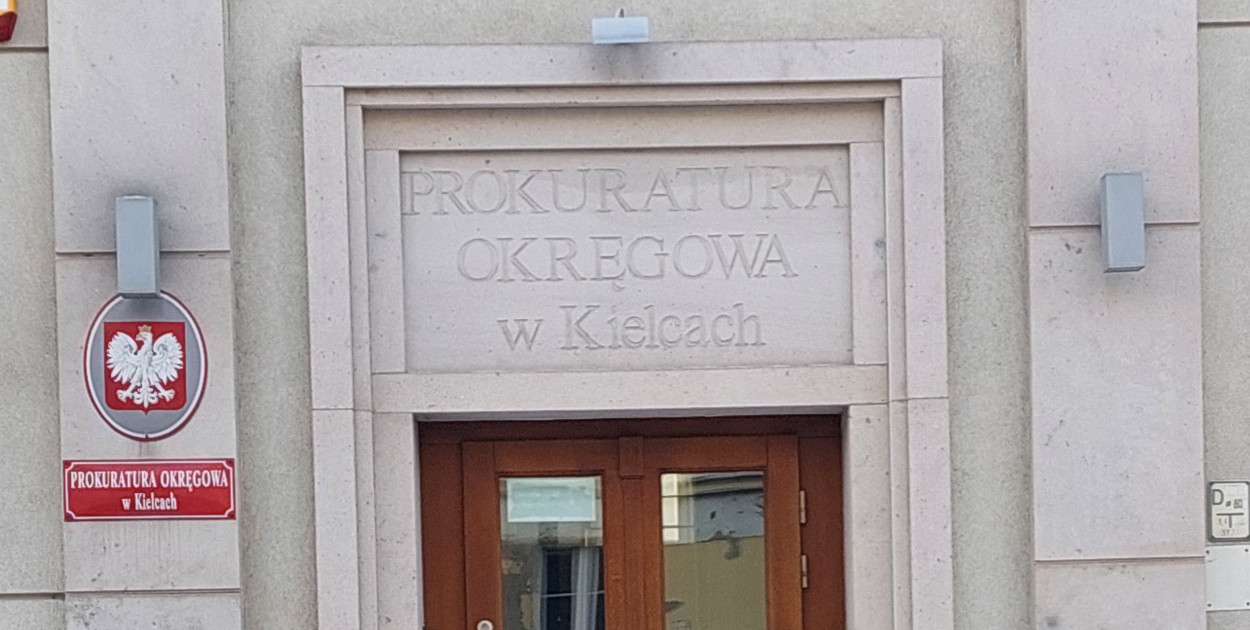 PROKURATURA
OKRĘGOWA
w Kielcach
PROKURATURA OKRĘGOWA
w Kielcach
D